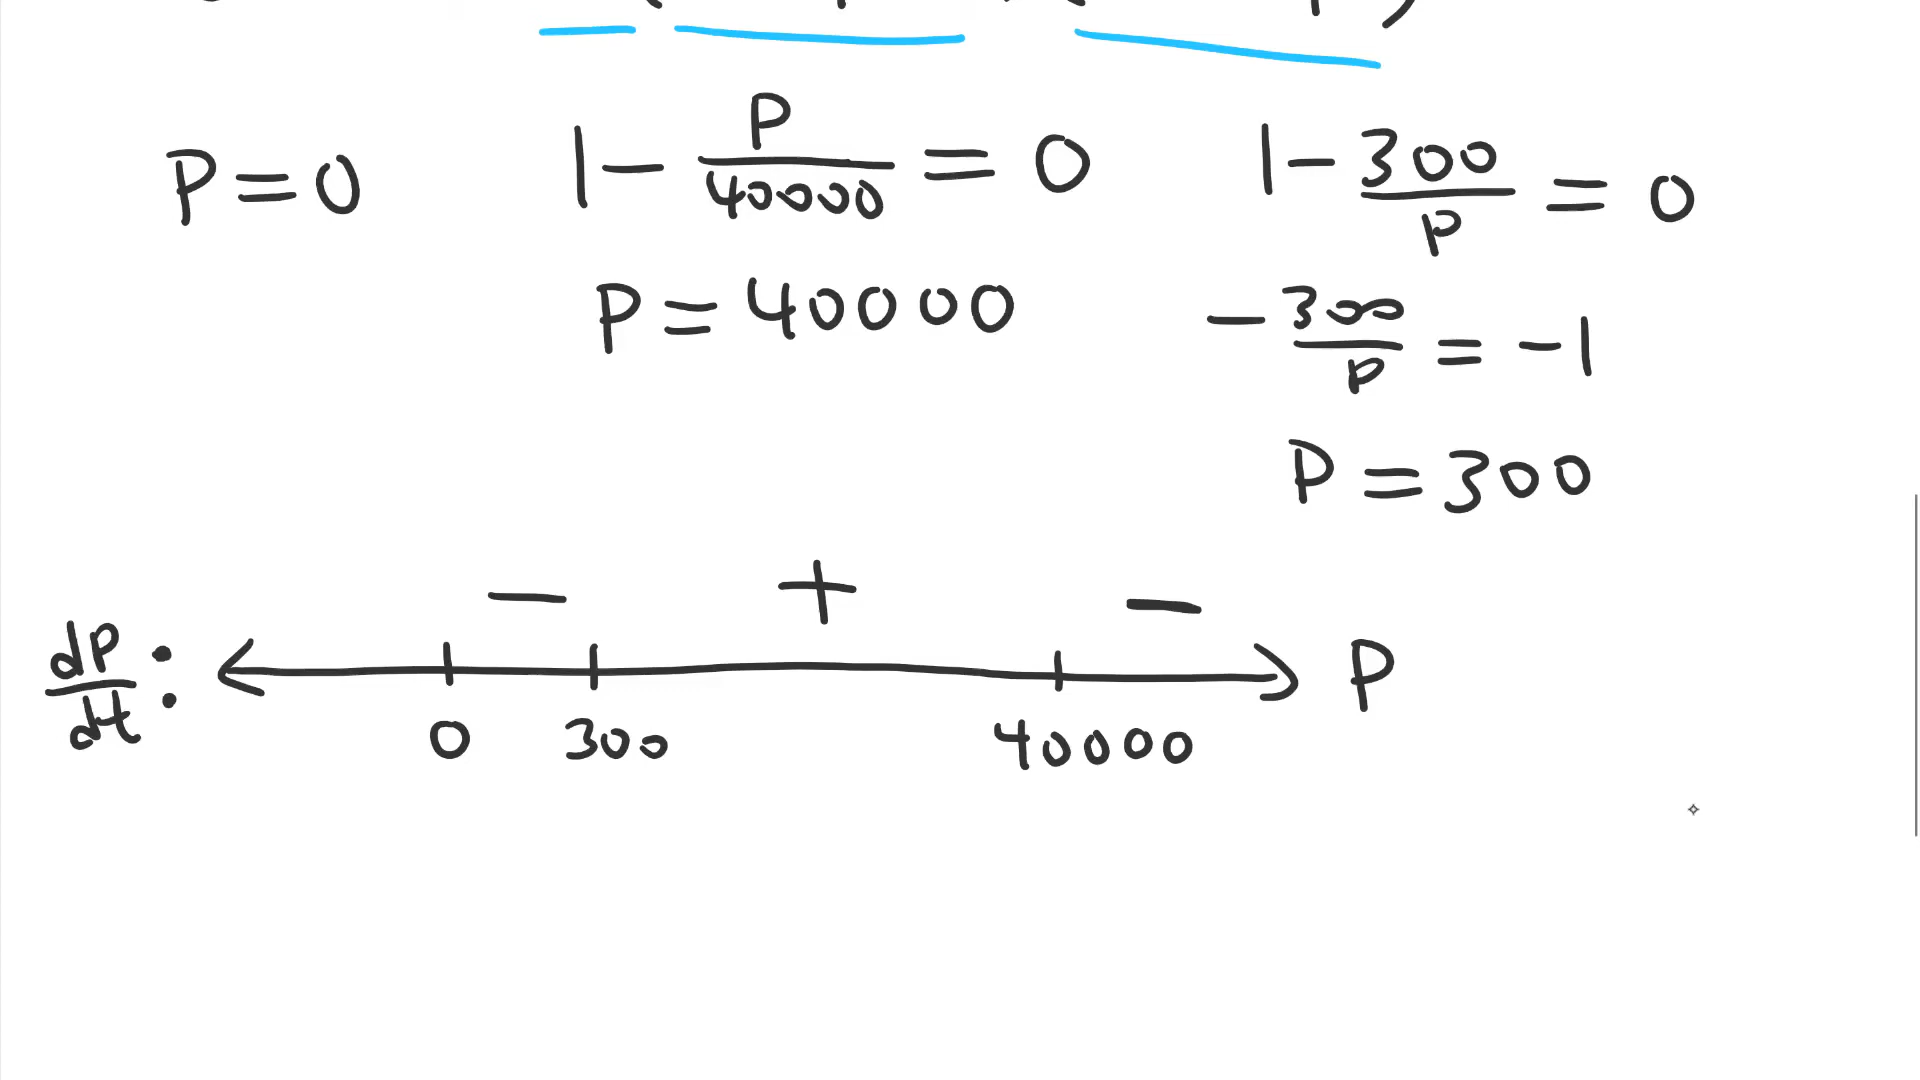 P = 0    1 - P/40000 = 0    1 - 300/P = 0
P = 40000    - 300/P = -1
P = 300
- + -
dP/dt : P
0 300 40000